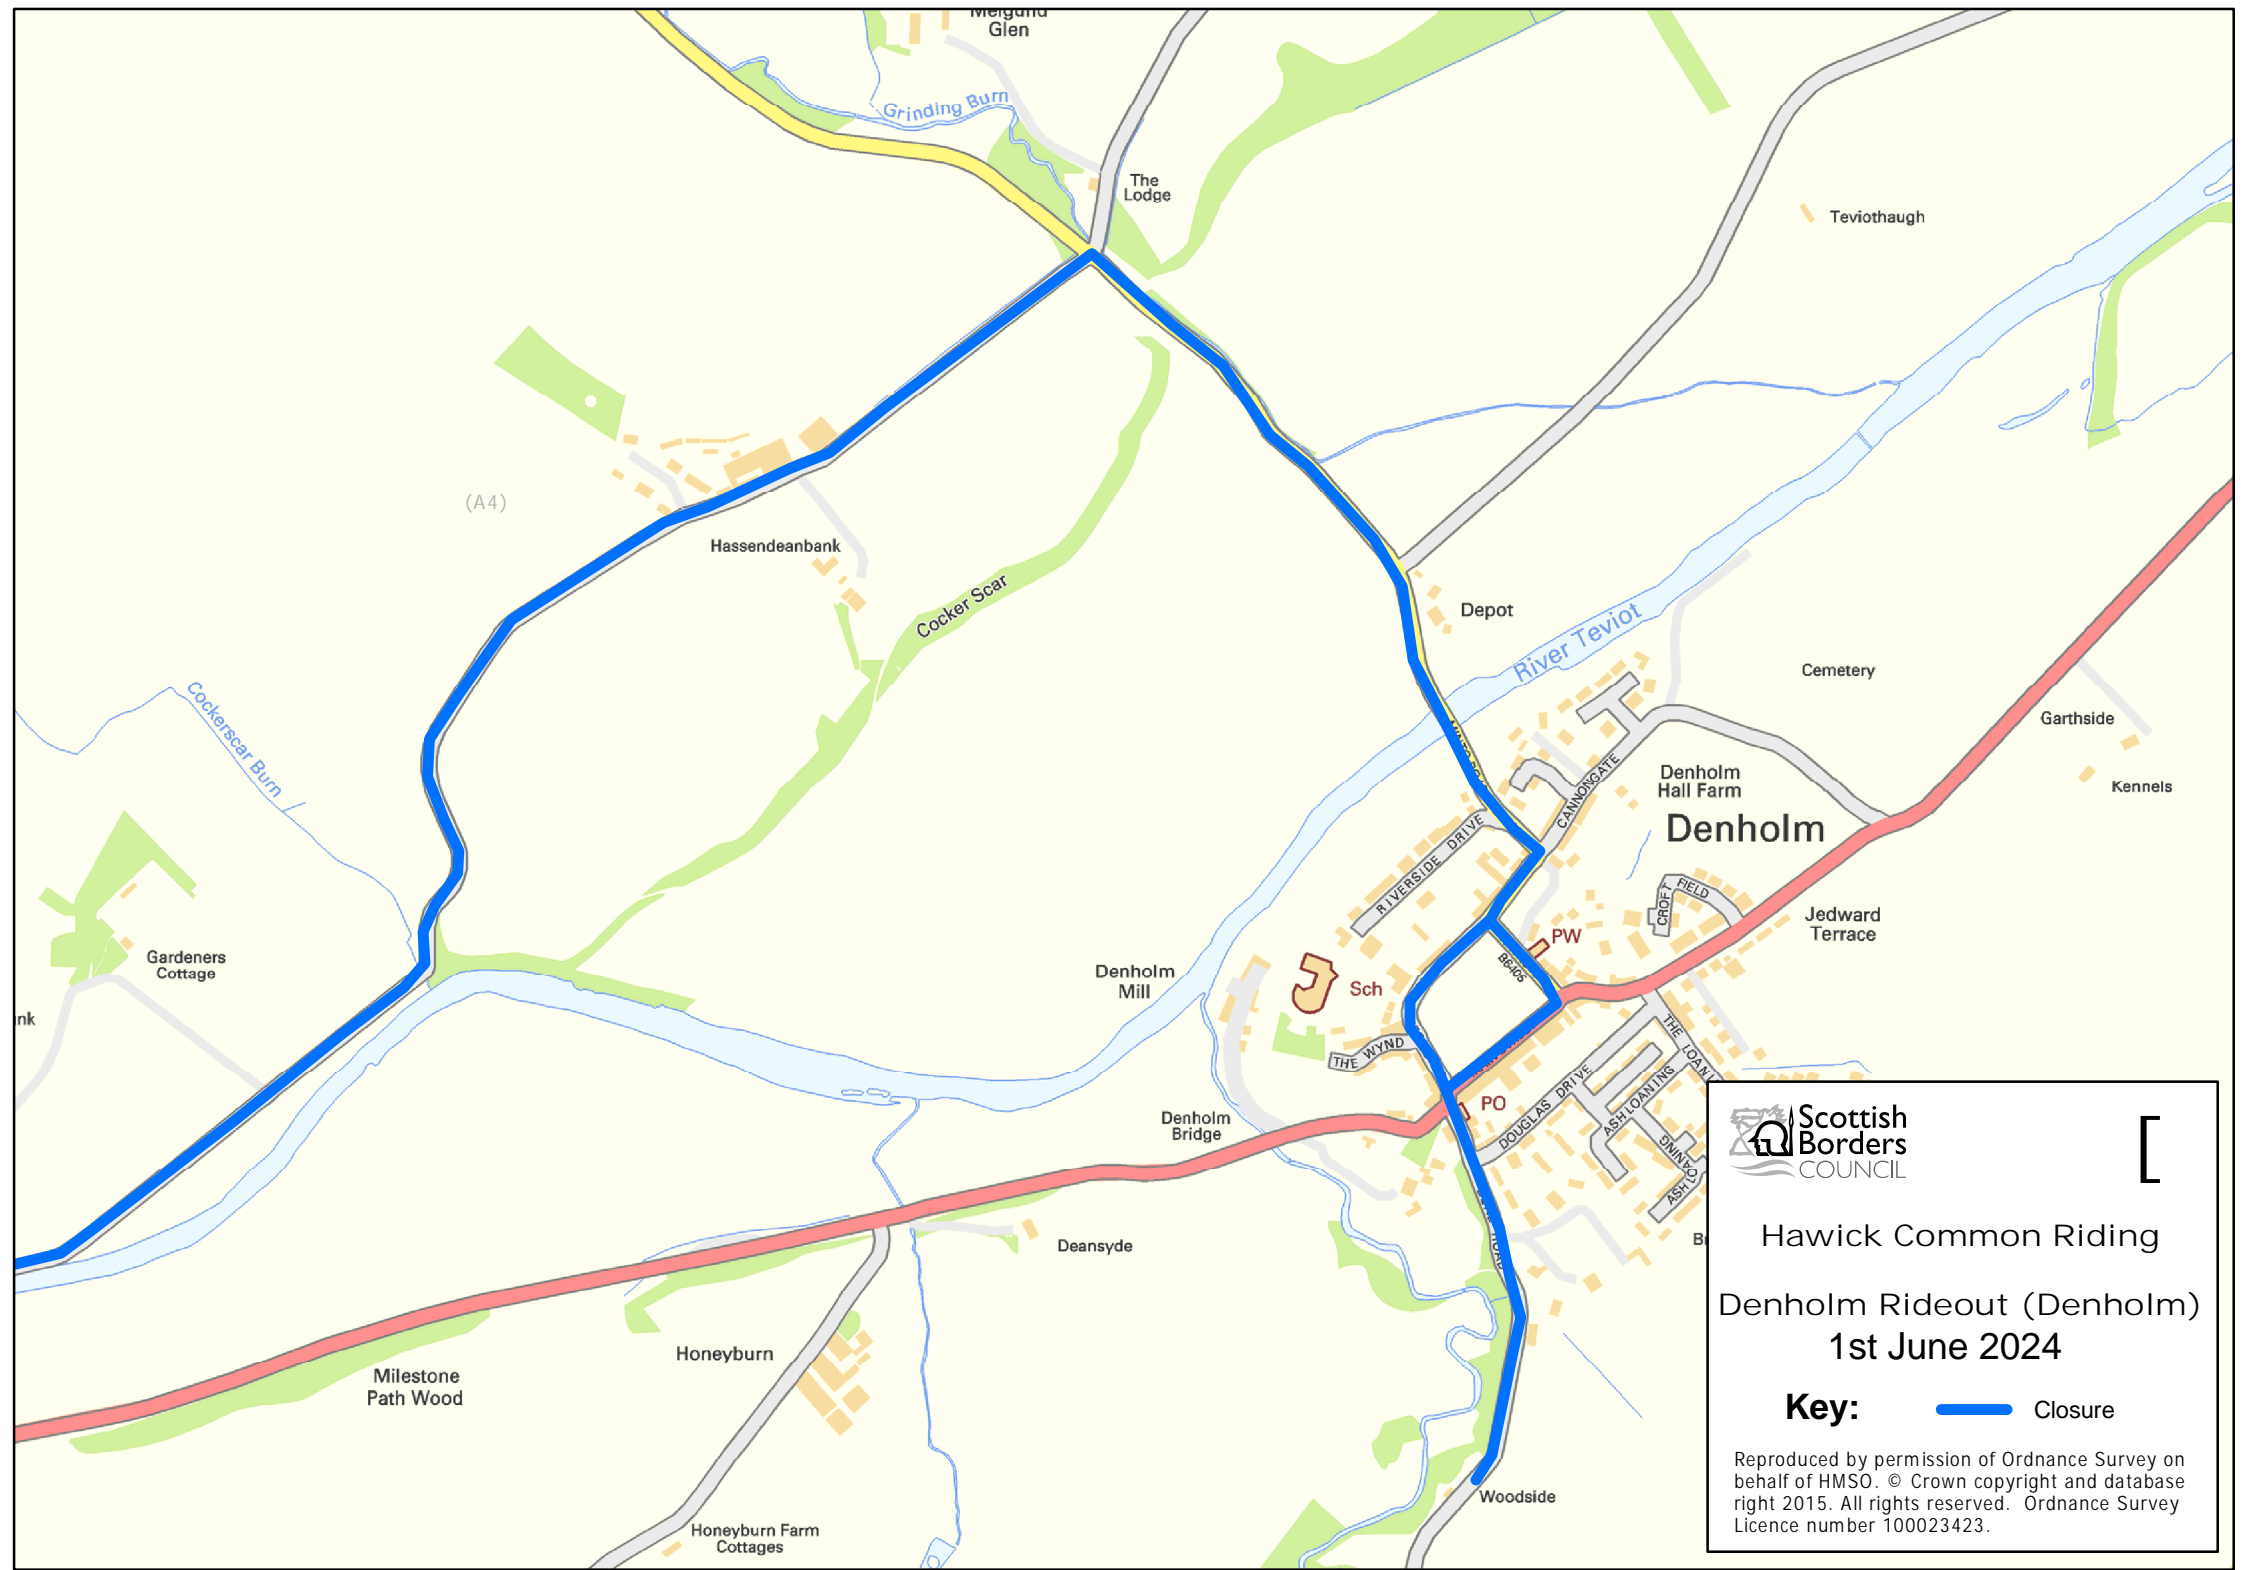 Glen
Grinding Burn
The
Lodge
Teviothaugh
(A4)
Hassendeanbank
Cocker Scar
Depot
River Teviot
Cemetery
Garthside
Kennels
Cockerscar Burn
CANNONGATE
Denholm
Hall Farm
Denholm
RIVERSIDE DRIVE
CROFT FIELD
Jedward
Terrace
PW
B6405
Sch
Gardeners
Cottage
Denholm
Mill
THE WYND
PO
DOUGLAS DRIVE
ASH LOANING
ASH LOANING
THE LOANI
Denholm
Bridge
Deansyde
Honeyburn
Milestone
Path Wood
Honeyburn Farm
Cottages
Woodside
Scottish
Borders
COUNCIL
[
Hawick Common Riding
Denholm Rideout (Denholm)
1st June 2024
Key:
Closure
Reproduced by permission of Ordnance Survey on
behalf of HMSO. © Crown copyright and database
right 2015. All rights reserved. Ordnance Survey
Licence number 100023423.